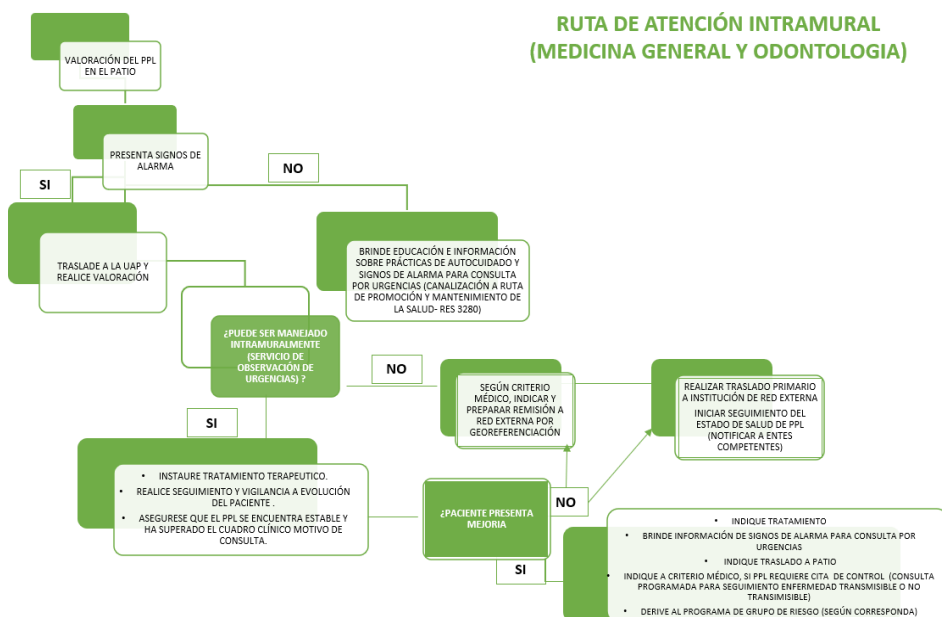 RUTA DE ATENCIÓN INTRAMURAL
(MEDICINA GENERAL Y ODONTOLOGIA)
VALORACIÓN DEL PPL
EN EL PATIO
PRESENTA SIGNOS DE
ALARMA
NO
SI
TRASLADE A LA UAP Y
REALICE VALORACIÓN
BRINDE EDUCACIÓN E INFORMACIÓN
SOBRE PRÁCTICAS DE AUTOCUIDADO Y
SIGNOS DE ALARMA PARA CONSULTA
POR URGENCIAS (CANALIZACIÓN A RUTA
DE PROMOCIÓN Y MANTENIMIENTO DE
LA SALUD- RES 3280)
¿PUEDE SER MANEJADO
INTRAMURALMENTE
(SERVICIO DE
OBSERVACIÓN DE
URGENCIAS) ?
NO
SEGÚN CRITERIO
MÉDICO, INDICAR Y
PREPARAR REMISIÓN A
RED EXTERNA POR
GEOREFERENCIACIÓN
REALIZAR TRASLADO PRIMARIO
A INSTITUCIÓN DE RED EXTERNA
INICIAR SEGUIMIENTO DEL
ESTADO DE SALUD DE PPL
(NOTIFICAR A ENTES
COMPETENTES)
SI
• INSTAURE TRATAMIENTO TERAPEUTICO.
• REALICE SEGUIMIENTO Y VIGILANCIA A EVOLUCIÓN
DEL PACIENTE .
• ASEGURESE QUE EL PPL SE ENCUENTRA ESTABLE Y
HA SUPERADO EL CUADRO CLÍNICO MOTIVO DE
CONSULTA.
¿PACIENTE PRESENTA
MEJORIA
NO
SI
• INDIQUE TRATAMIENTO
• BRINDE INFORMACIÓN DE SIGNOS DE ALARMA PARA CONSULTA POR
URGENCIAS
• INDIQUE TRASLADO A PATIO
• INDIQUE A CRITERIO MÉDICO, SI PPL REQUIERE CITA DE CONTROL (CONSULTA
PROGRAMADA PARA SEGUIMIENTO ENFERMEDAD TRANSMISIBLE O NO
TRANSIMISIBLE)
• DERIVE AL PROGRAMA DE GRUPO DE RIESGO (SEGÚN CORRESPONDA)